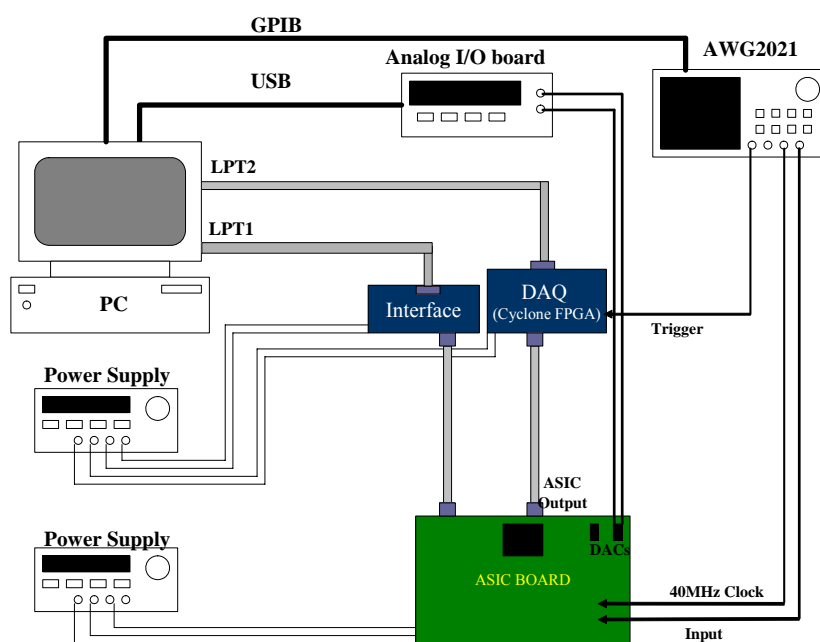 GPIB
AWG2021
Analog I/O board
USB
LPT2
LPT1
PC
Interface
DAQ
(Cyclone FPGA)
Trigger
Power Supply
ASIC
Output
DACs
Power Supply
ASIC BOARD
40MHz Clock
Input